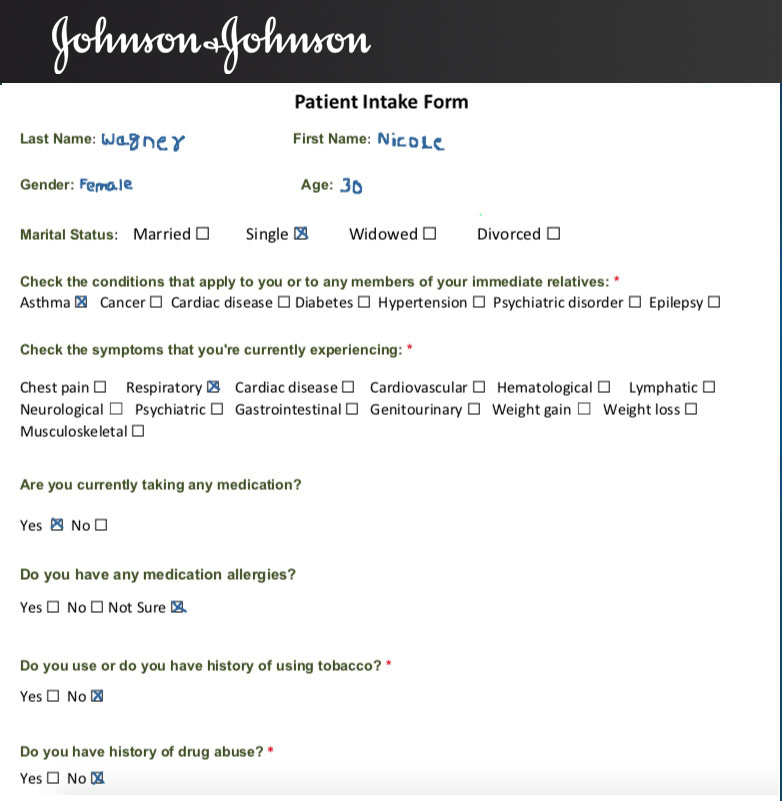 Johnson&Johnson
Patient Intake Form
Last Name: Wagner First Name: Nicole
Gender: Female Age: 30
Marital Status: Married ☐ Single ☒ Widowed ☐ Divorced ☐
Check the conditions that apply to you or to any members of your immediate relatives: *
Asthma ☒ Cancer ☐ Cardiac disease ☐ Diabetes ☐ Hypertension ☐ Psychiatric disorder ☐ Epilepsy ☐
Check the symptoms that you're currently experiencing: *
Chest pain ☐ Respiratory ☒ Cardiac disease ☐ Cardiovascular ☐ Hematological ☐ Lymphatic ☐
Neurological ☐ Psychiatric ☐ Gastrointestinal ☐ Genitourinary ☐ Weight gain ☐ Weight loss ☐
Musculoskeletal ☐
Are you currently taking any medication?
Yes ☒ No ☐
Do you have any medication allergies?
Yes ☐ No ☐ Not Sure ☒
Do you use or do you have history of using tobacco? *
Yes ☐ No ☒
Do you have history of drug abuse? *
Yes ☐ No ☒